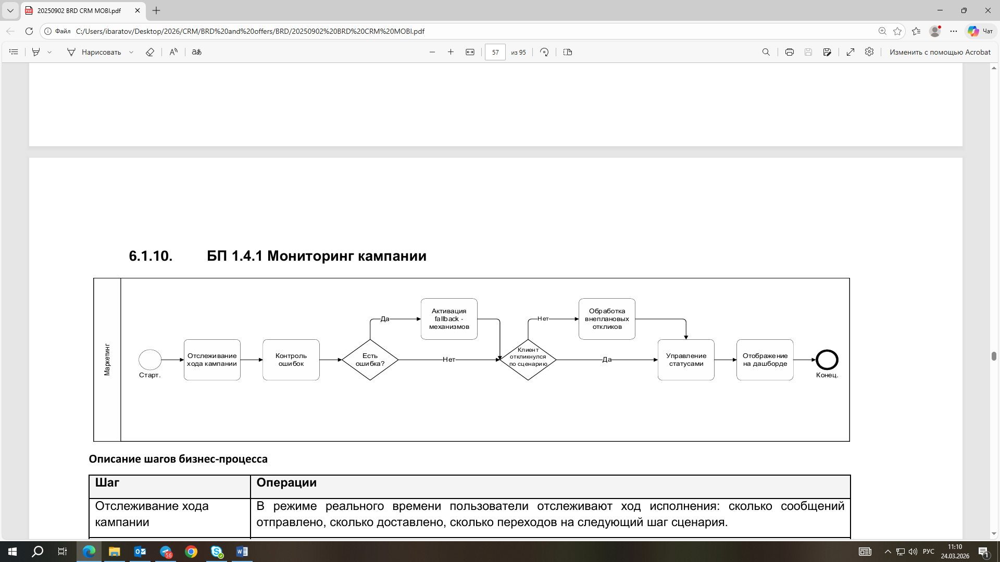 20250902 BRD CRM MOBI.pdf
Файл
C:/Users/ibaratov/Desktop/2026/CRM/BRD%20and%20offers/BRD/20250902%20BRD%20CRM%20MOBI.pdf
Чат
Нарисовать
57
из 95
Изменить с помощью Acrobat
6.1.10. БП 1.4.1 Мониторинг кампании
Маркетинг
Старт.
Отслеживание
хода кампании
Контроль
ошибок
Есть
ошибка?
Да
Активация
fallback -
механизмов
Нет
Клиент
откликнулся
по сценарию
Нет
Обработка
внеплановых
откликов
Да
Управление
статусами
Отображение
на дашборде
Конец.
Описание шагов бизнес-процесса
Шаг
Операции
Отслеживание хода
кампании
В режиме реального времени пользователи отслеживают ход исполнения: сколько сообщений
отправлено, сколько доставлено, сколько переходов на следующий шаг сценария.
56
РУС
11:10
24.03.2026
1